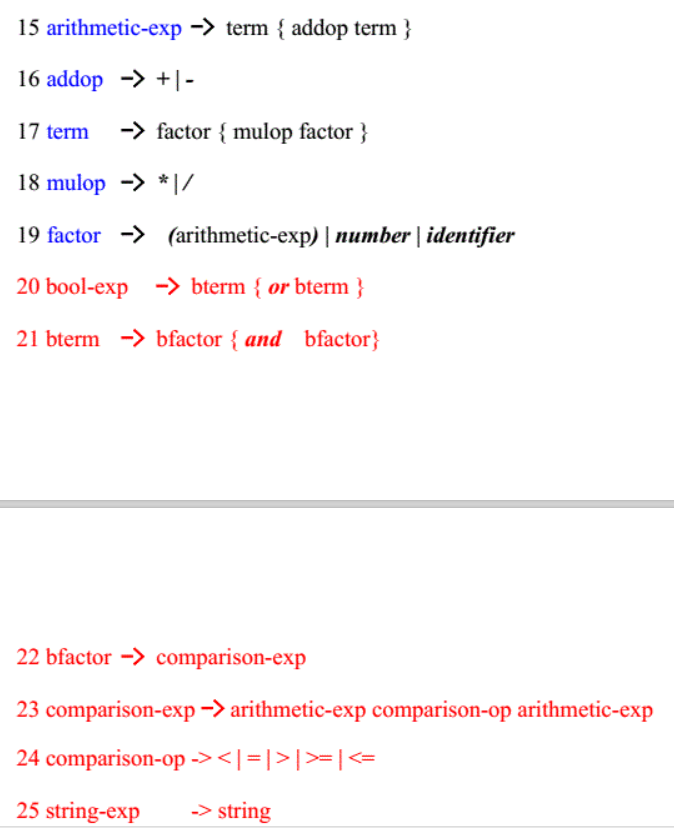 15 arithmetic-exp -> term { addop term }
16 addop -> + | -
17 term -> factor { mulop factor }
18 mulop -> * | /
19 factor -> (arithmetic-exp) | number | identifier
20 bool-exp -> bterm { or bterm }
21 bterm -> bfactor { and bfactor}
22 bfactor -> comparison-exp
23 comparison-exp -> arithmetic-exp comparison-op arithmetic-exp
24 comparison-op -> < | = | > | >= | <=
25 string-exp -> string